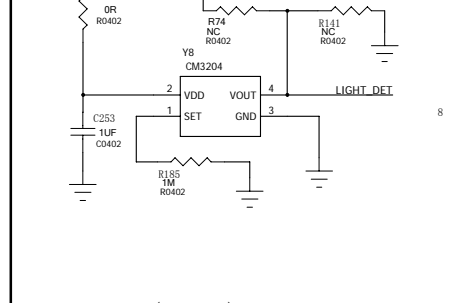 0R
R0402
R74
NC
R0402
R141
NC
R0402
Y8
CM3204
2 VDD VOUT 4 LIGHT_DET
1 SET GND 3
C253
1UF
C0402
R185
1M
R0402
8